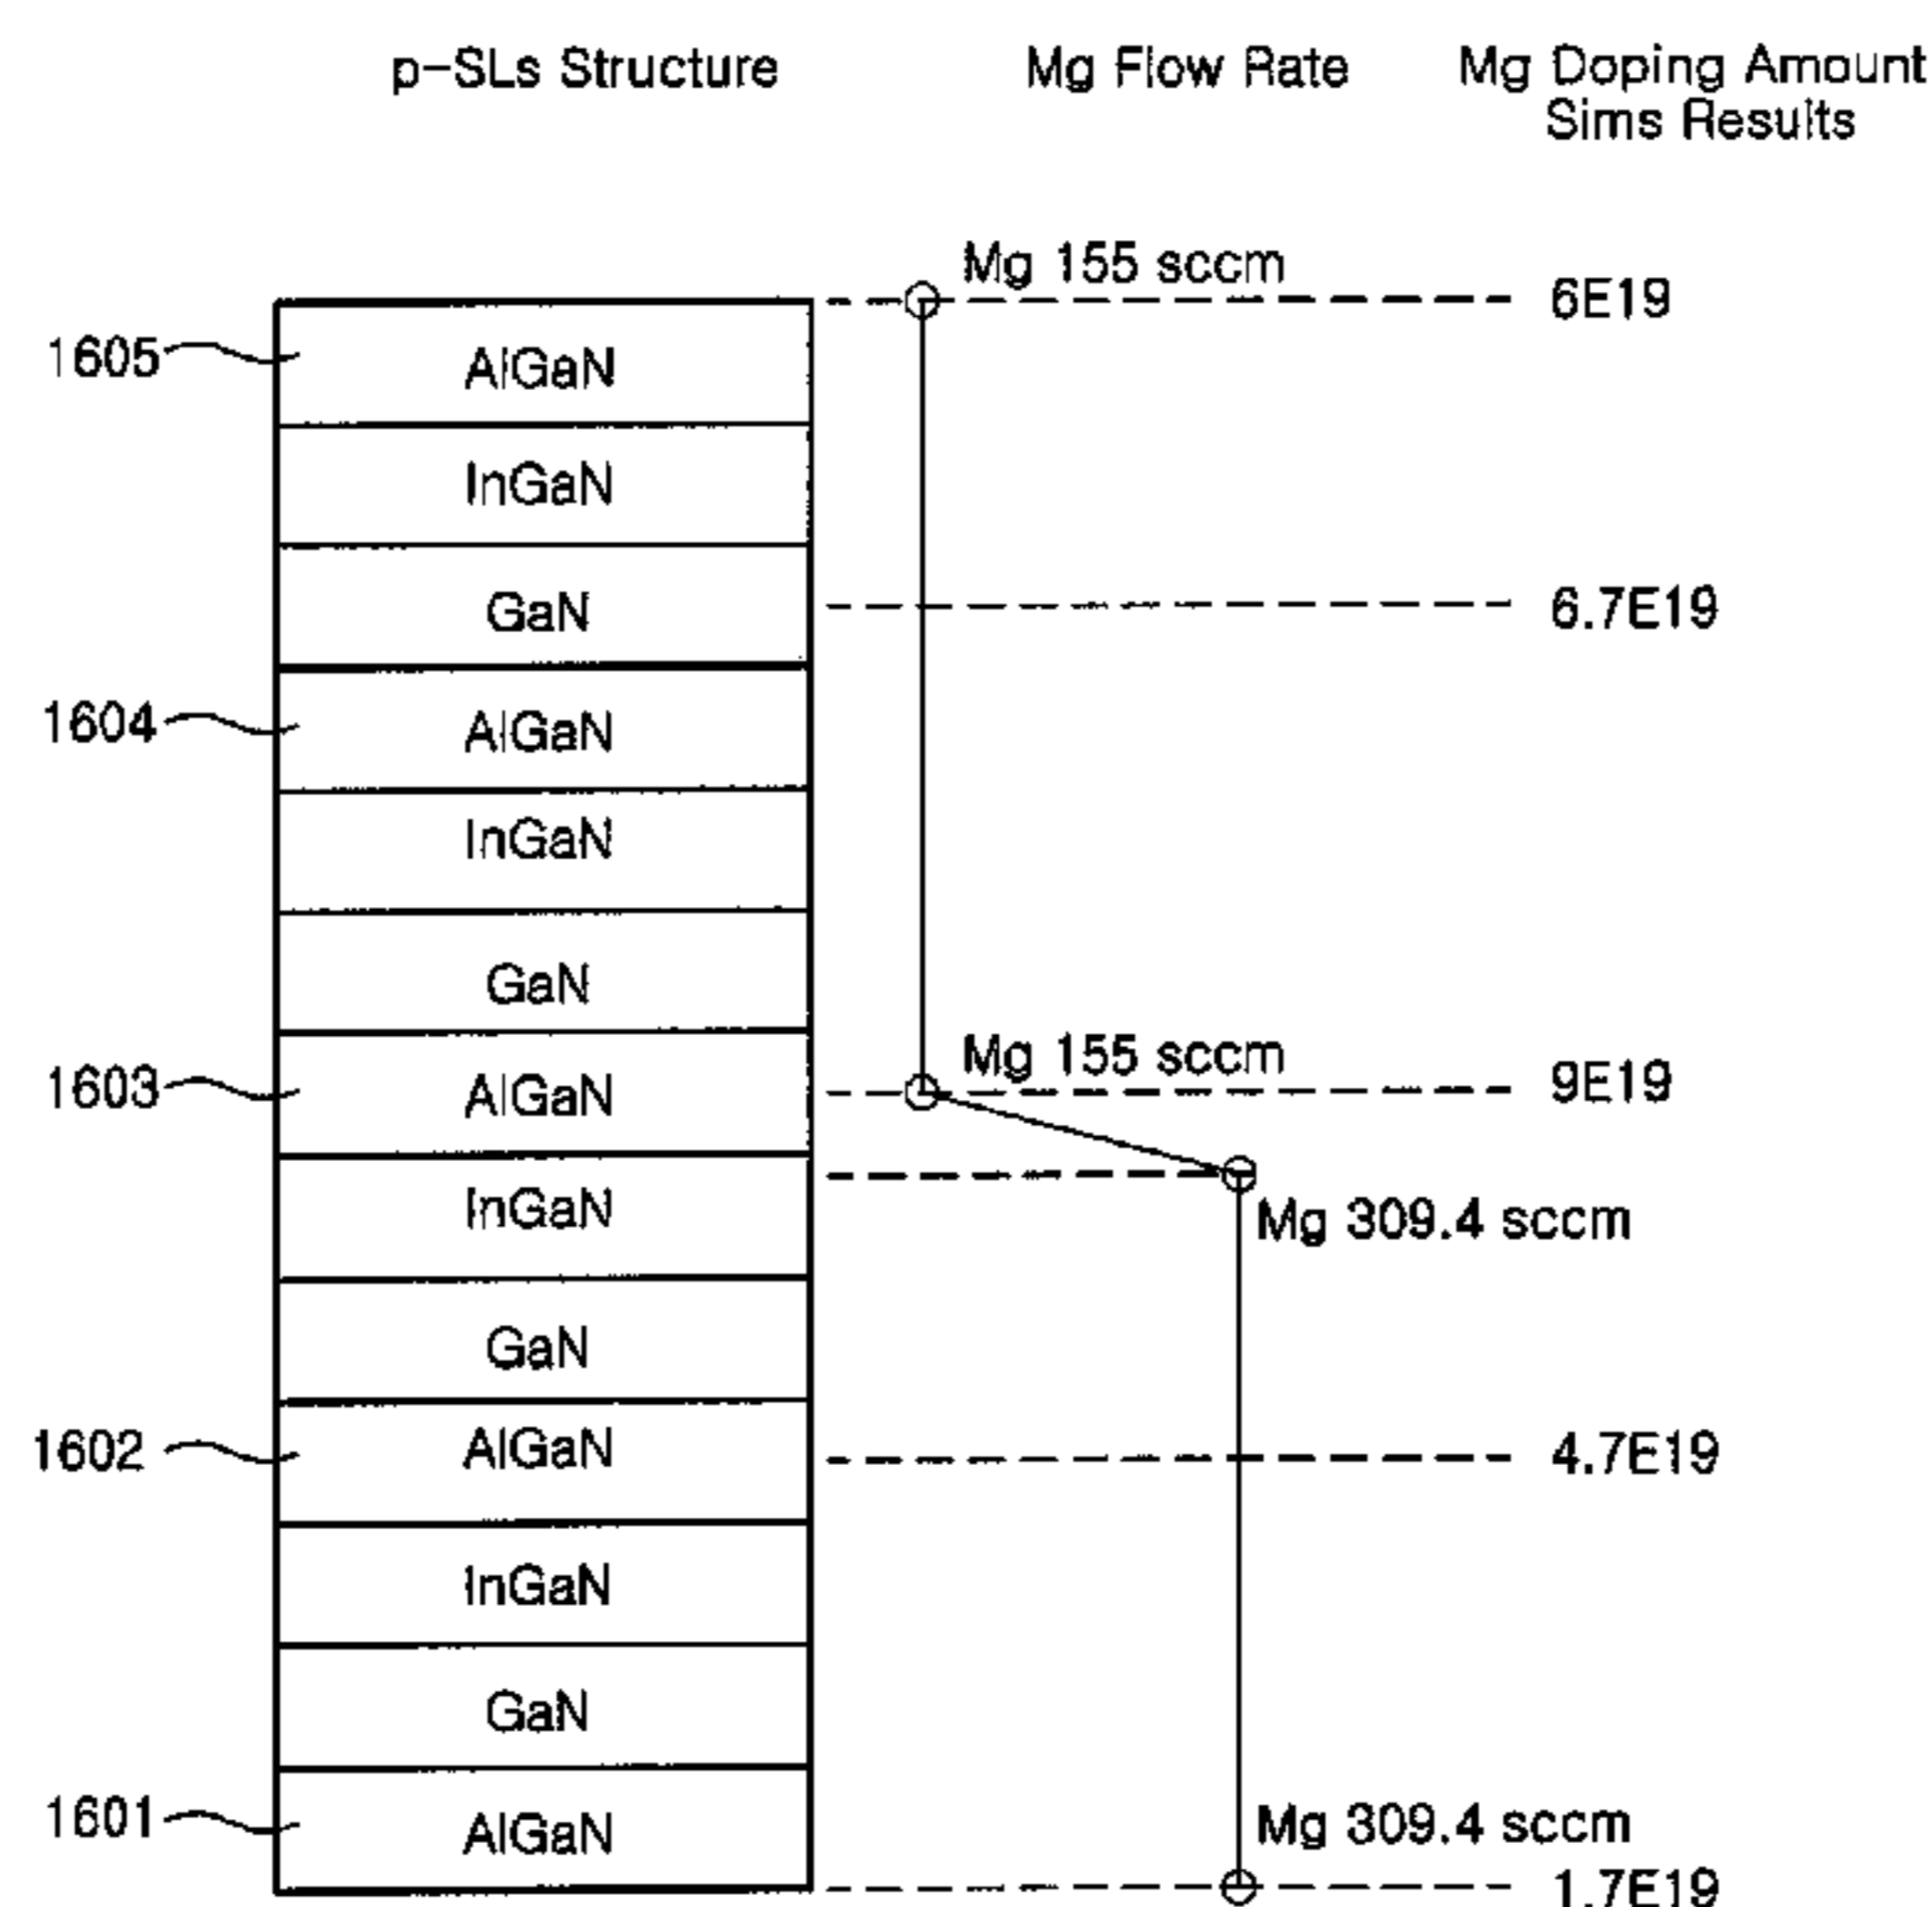 p-SLs Structure
Mg Flow Rate
Mg Doping Amount
Sims Results
Mg 155 sccm
6E19
1605
AlGaN
InGaN
GaN
6.7E19
1604
AlGaN
InGaN
GaN
Mg 155 sccm
1603
AlGaN
9E19
InGaN
Mg 309.4 sccm
GaN
1602
AlGaN
4.7E19
InGaN
GaN
1601
AlGaN
Mg 309.4 sccm
1.7E19